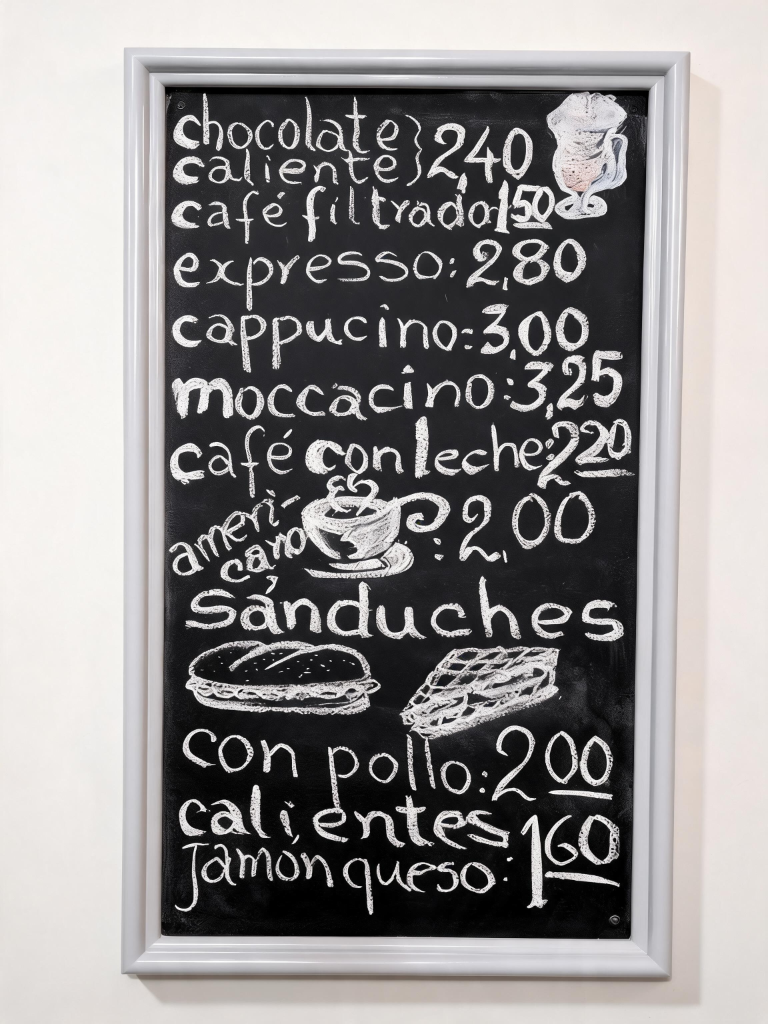 chocolate
caliente} 2,40
café filtrado: 1,50
expresso: 2,80
cappucino: 3,00
moccacino: 3,25
café con leche: 2,20
ameri-
cano : 2,00
sánduches
con pollo: 2,00
calientes
jamón queso: 1,60